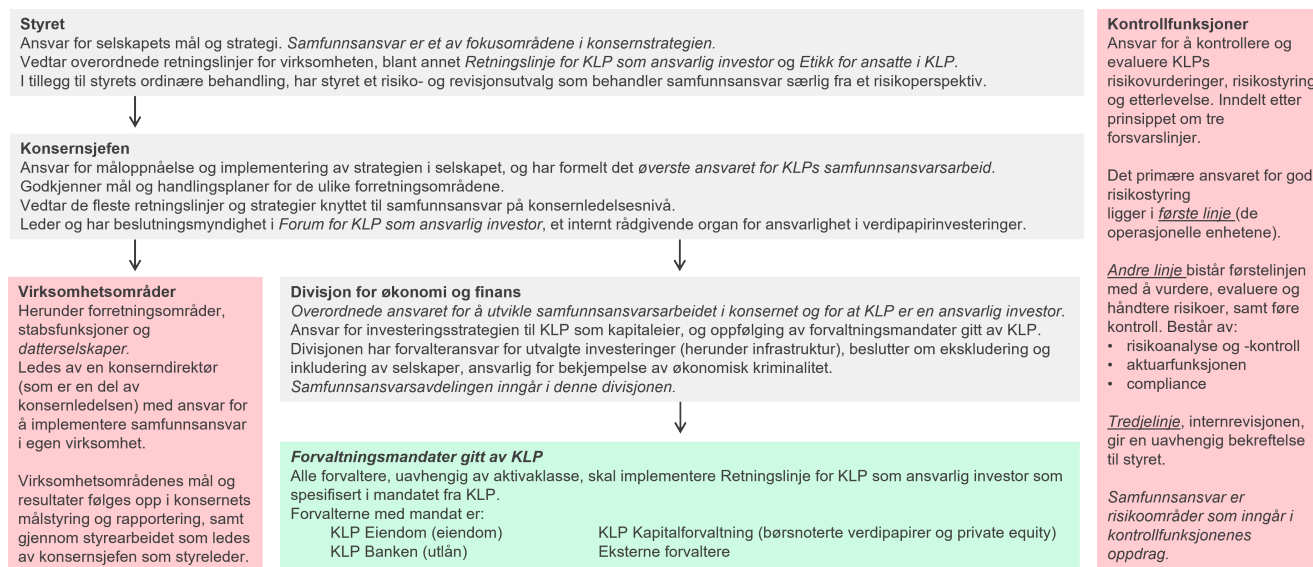 Styret
Ansvar for selskapets mål og strategi. Samfunnsansvar er et av fokusområdene i konsernstrategien.
Vedtar overordnede retningslinjer for virksomheten, blant annet Retningslinje for KLP som ansvarlig investor og Etikk for ansatte i KLP.
I tillegg til styrets ordinære behandling, har styret et risiko- og revisjonsutvalg som behandler samfunnsansvar særlig fra et risikoperspektiv.
Konsernsjefen
Ansvar for måloppnåelse og implementering av strategien i selskapet, og har formelt det øverste ansvaret for KLPs samfunnsansvarsarbeid.
Godkjenner mål og handlingsplaner for de ulike forretningsområdene.
Vedtar de fleste retningslinjer og strategier knyttet til samfunnsansvar på konsernledelsesnivå.
Leder og har beslutningsmyndighet i Forum for KLP som ansvarlig investor, et internt rådgivende organ for ansvarlighet i verdipapirinvesteringer.
Virksomhetsområder
Herunder forretningsområder,
stabsfunksjoner og
datterselskaper.
Ledes av en konserndirektør
(som er en del av
konsernledelsen) med ansvar for
å implementere samfunnsansvar
i egen virksomhet.
Virksomhetsområdenes mål og
resultater følges opp i konsernets
målstyring og rapportering, samt
gjennom styrearbeidet som ledes
av konsernsjefen som styreleder.
Divisjon for økonomi og finans
Overordnede ansvaret for å utvikle samfunnsansvarsarbeidet i konsernet og for at KLP er en ansvarlig investor.
Ansvar for investeringsstrategien til KLP som kapitaleier, og oppfølging av forvaltningsmandater gitt av KLP.
Divisjonen har forvalteransvar for utvalgte investeringer (herunder infrastruktur), beslutter om ekskludering og
inkludering av selskaper, ansvarlig for bekjempelse av økonomisk kriminalitet.
Samfunnsansvarsavdelingen inngår i denne divisjonen.
Forvaltningsmandater gitt av KLP
Alle forvaltere, uavhengig av aktivaklasse, skal implementere Retningslinje for KLP som ansvarlig investor som
spesifisert i mandatet fra KLP.
Forvalterne med mandat er:
KLP Eiendom (eiendom) KLP Kapitalforvaltning (børsnoterte verdipapirer og private equity)
KLP Banken (utlån) Eksterne forvaltere
Kontrollfunksjoner
Ansvar for å kontrollere og
evaluere KLPs
risikovurderinger, risikostyring
og etterlevelse. Inndelt etter
prinsippet om tre
forsvarslinjer.
Det primære ansvaret for god
risikostyring
ligger i første linje (de
operasjonelle enhetene).
Andre linje bistår førstelinjen
med å vurdere, evaluere og
håndtere risikoer, samt føre
kontroll. Består av:
• risikoanalyse og -kontroll
• aktuarfunksjonen
• compliance
Tredjelinje, internrevisjonen,
gir en uavhengig bekreftelse
til styret.
Samfunnsansvar er
risikoområder som inngår i
kontrollfunksjonenes
oppdrag.